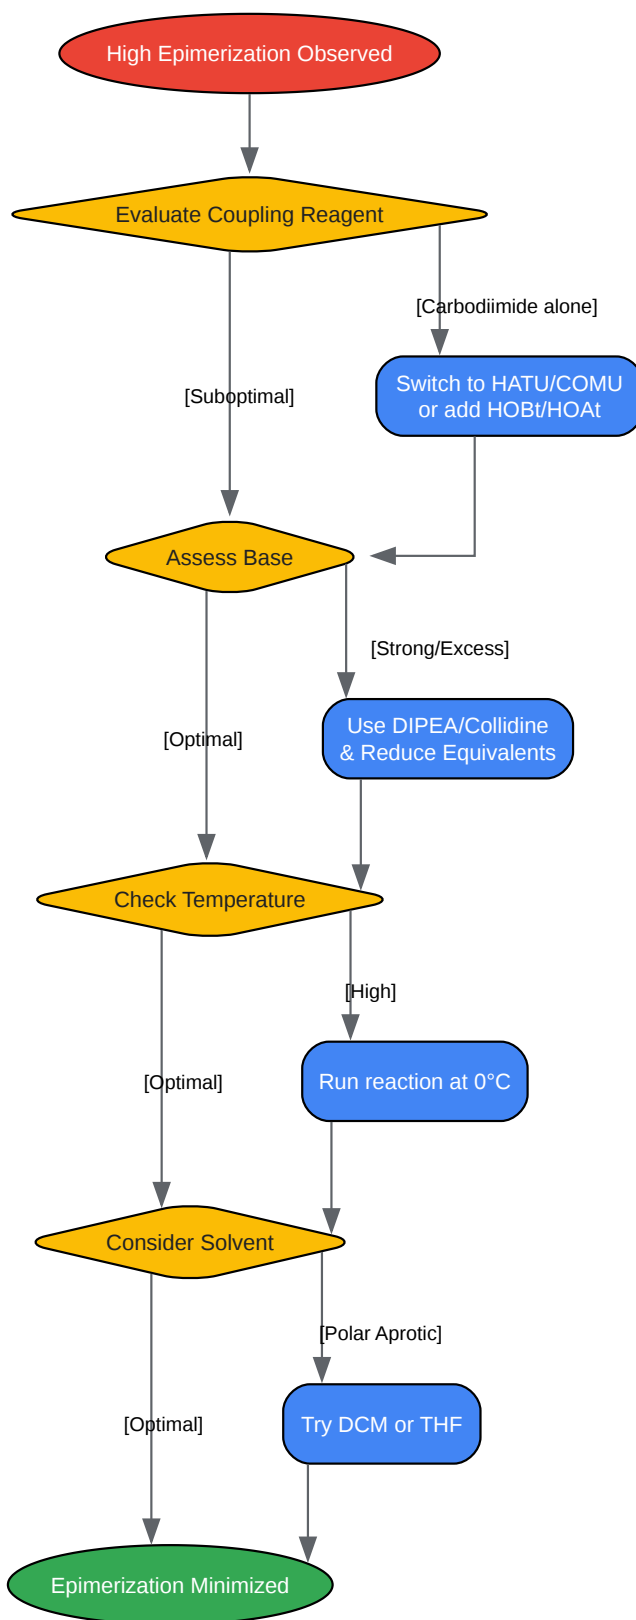 High Epimerization Observed
Evaluate Coupling Reagent
[Carbodiimide alone]
Switch to HATU/COMU
or add HOBt/HOAt
[Suboptimal]
Assess Base
[Strong/Excess]
Use DIPEA/Collidine
& Reduce Equivalents
[Optimal]
Check Temperature
[High]
Run reaction at 0°C
[Optimal]
Consider Solvent
[Polar Aprotic]
Try DCM or THF
[Optimal]
Epimerization Minimized